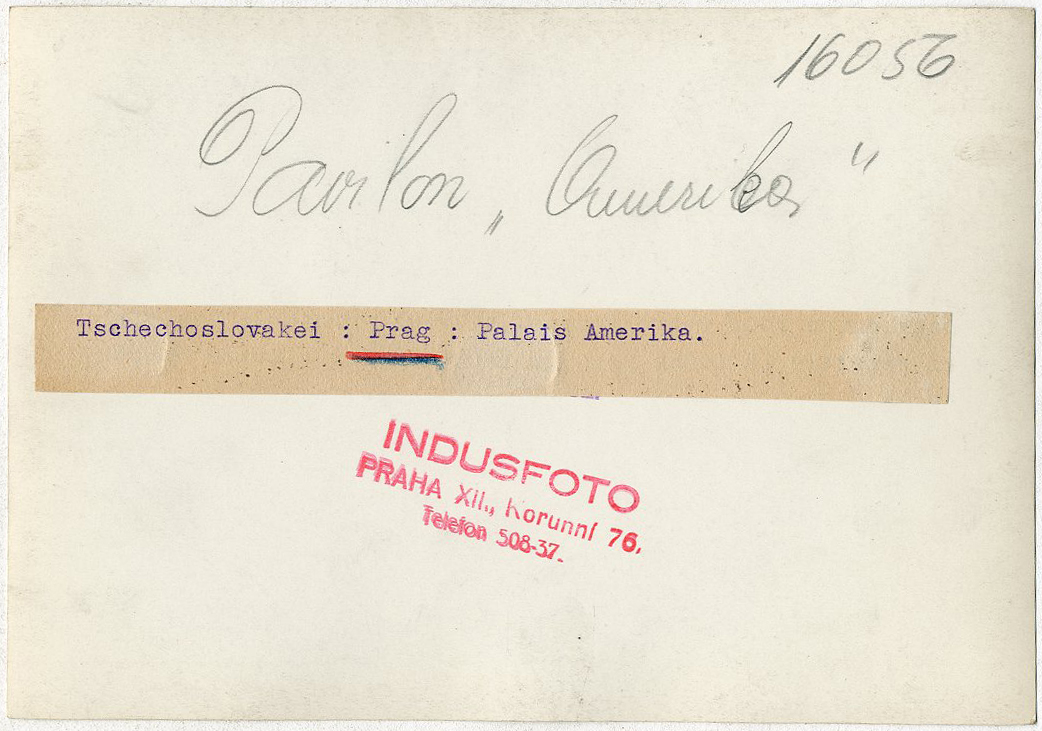 16056
Pavilon „Amerika“
Tschechoslovakei : Prag : Palais Amerika.
INDUSFOTO
PRAHA XII., Korunní 76.
Telefon 508-37.